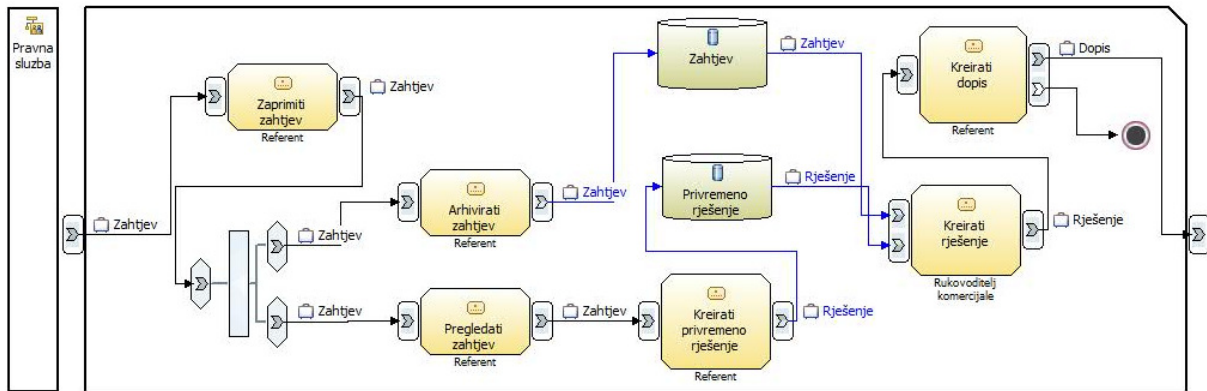 Pravna
sluzba
Zahtjev
Zaprimiti
zahtjev
Referent
Zahtjev
Zahtjev
Arhivirati
zahtjev
Referent
Zahtjev
Zahtjev
Pregledati
zahtjev
Referent
Zahtjev
Kreirati
privremeno
rješenje
Referent
Rješenje
Zahtjev
Zahtjev
Privremeno
rješenje
Rješenje
Kreirati
rješenje
Rukovoditelj
komercijale
Rješenje
Kreirati
dopis
Referent
Dopis